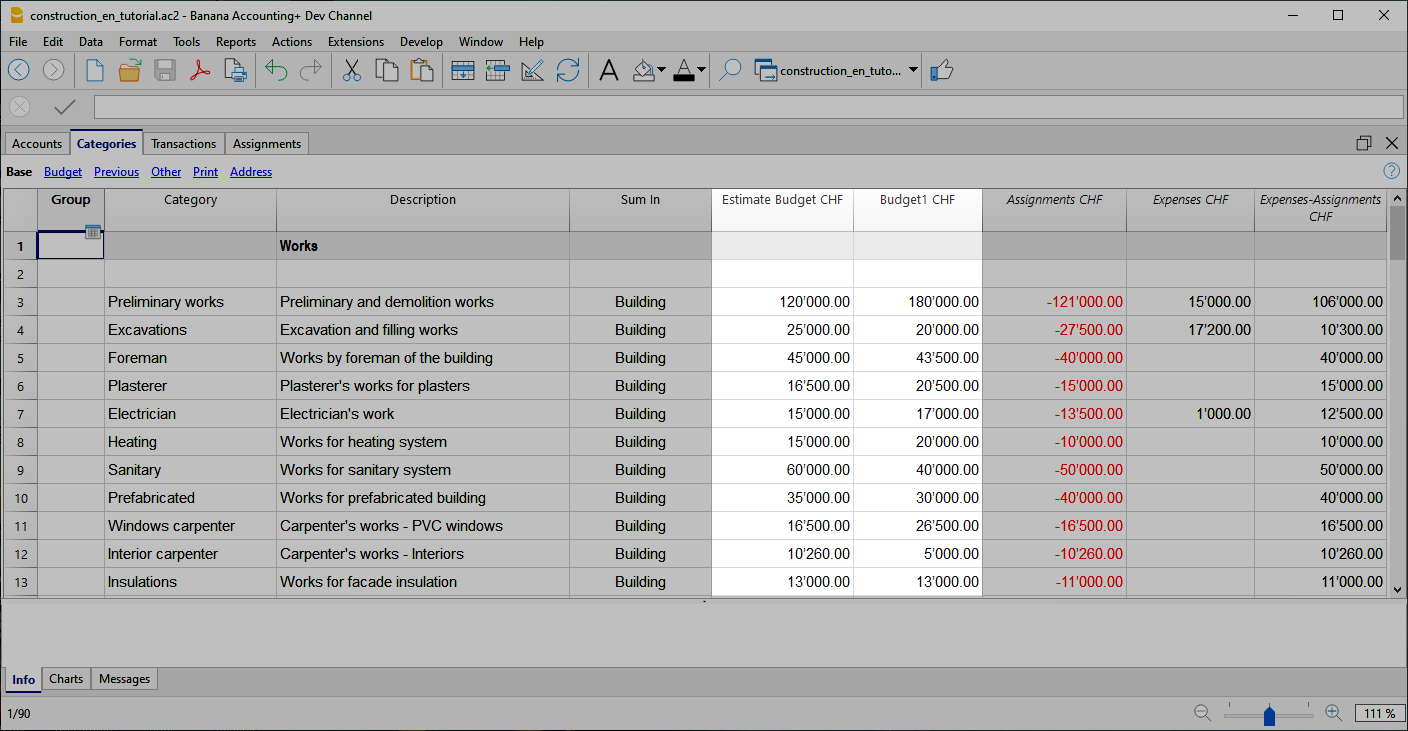 construction_en_tutorial.ac2 - Banana Accounting+ Dev Channel
File Edit Data Format Tools Reports Actions Extensions Develop Window Help
construction_en_tuto...
Accounts Categories Transactions Assignments
Base Budget Previous Other Print Address
Group Category Description Sum In Estimate Budget CHF Budget1 CHF Assignments CHF Expenses CHF Expenses-Assignments
CHF
1 Works
2
3 Preliminary works Preliminary and demolition works Building 120'000.00 180'000.00 -121'000.00 15'000.00 106'000.00
4 Excavations Excavation and filling works Building 25'000.00 20'000.00 -27'500.00 17'200.00 10'300.00
5 Foreman Works by foreman of the building Building 45'000.00 43'500.00 -40'000.00 40'000.00
6 Plasterer Plasterer's works for plasters Building 16'500.00 20'500.00 -15'000.00 15'000.00
7 Electrician Electrician's work Building 15'000.00 17'000.00 -13'500.00 1'000.00 12'500.00
8 Heating Works for heating system Building 15'000.00 20'000.00 -10'000.00 10'000.00
9 Sanitary Works for sanitary system Building 60'000.00 40'000.00 -50'000.00 50'000.00
10 Prefabricated Works for prefabricated building Building 35'000.00 30'000.00 -40'000.00 40'000.00
11 Windows carpenter Carpenter's works - PVC windows Building 16'500.00 26'500.00 -16'500.00 16'500.00
12 Interior carpenter Carpenter's works - Interiors Building 10'260.00 5'000.00 -10'260.00 10'260.00
13 Insulations Works for facade insulation Building 13'000.00 13'000.00 -11'000.00 11'000.00
Info Charts Messages
1/90 111 %